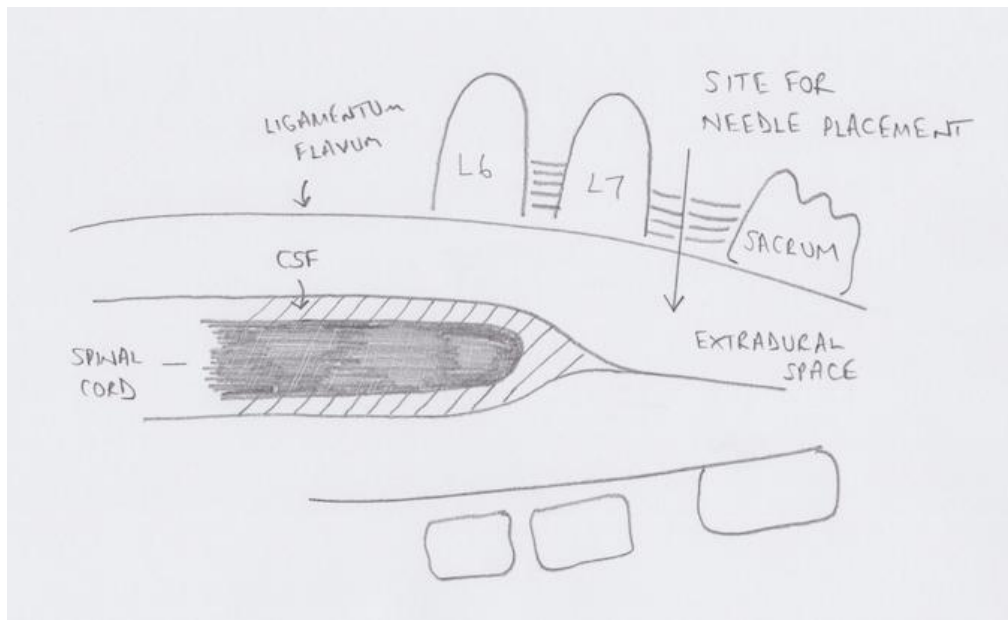 SITE FOR
NEEDLE PLACEMENT
LIGAMENTUM
FLAVUM
L6
L7
SACRUM
CSF
SPINAL
CORD
EXTRADURAL
SPACE